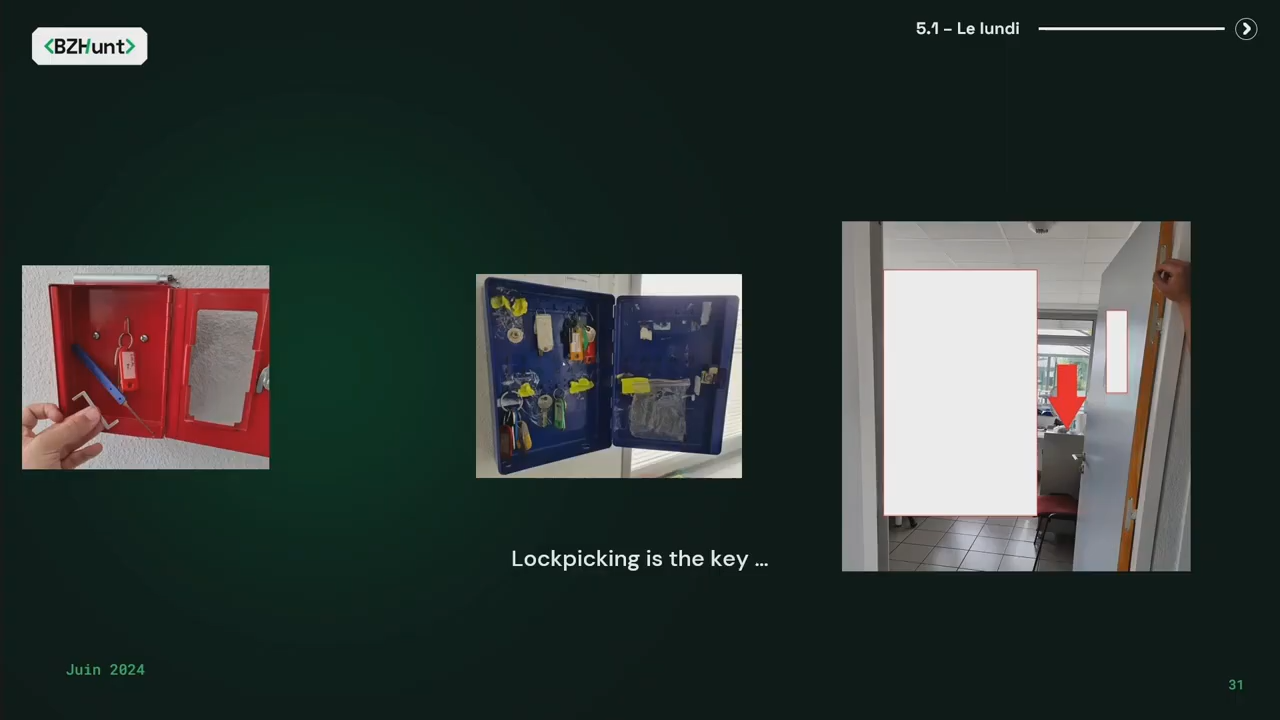 <BZHunt>
5.1 – Le lundi
Lockpicking is the key ...
Juin 2024
31